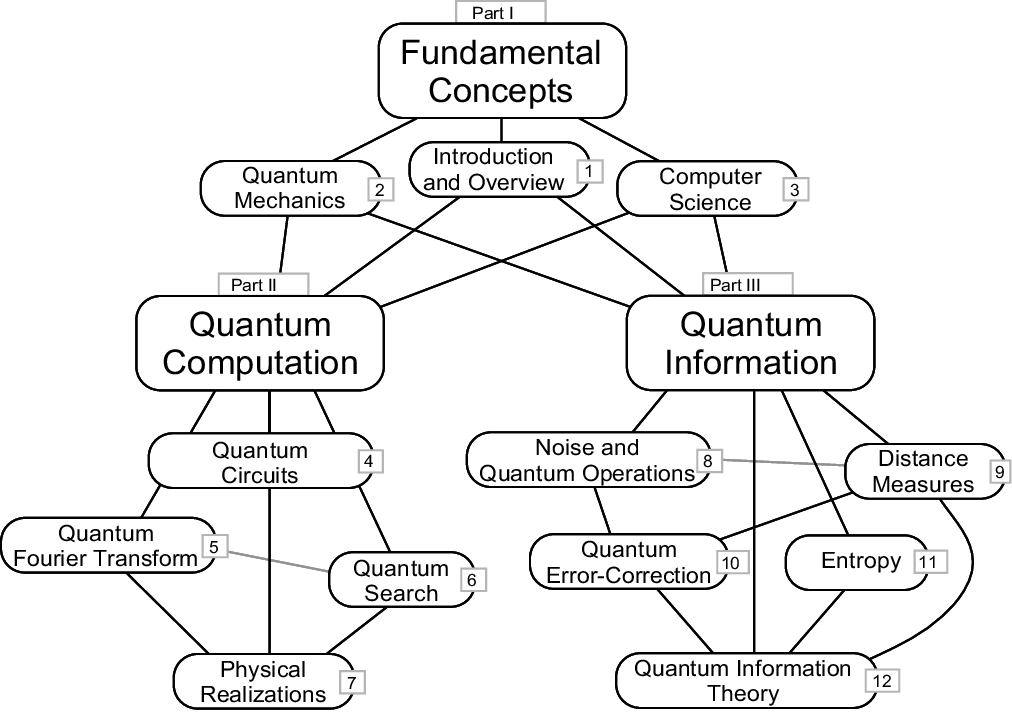 Part I
Fundamental
Concepts
Quantum
Mechanics
2
Introduction
and Overview
1
Computer
Science
3
Part II
Quantum
Computation
Part III
Quantum
Information
Quantum
Circuits
4
Quantum
Fourier Transform
5
Quantum
Search
6
Physical
Realizations
7
Noise and
Quantum Operations
8
Distance
Measures
9
Quantum
Error-Correction
10
Entropy
11
Quantum Information
Theory
12